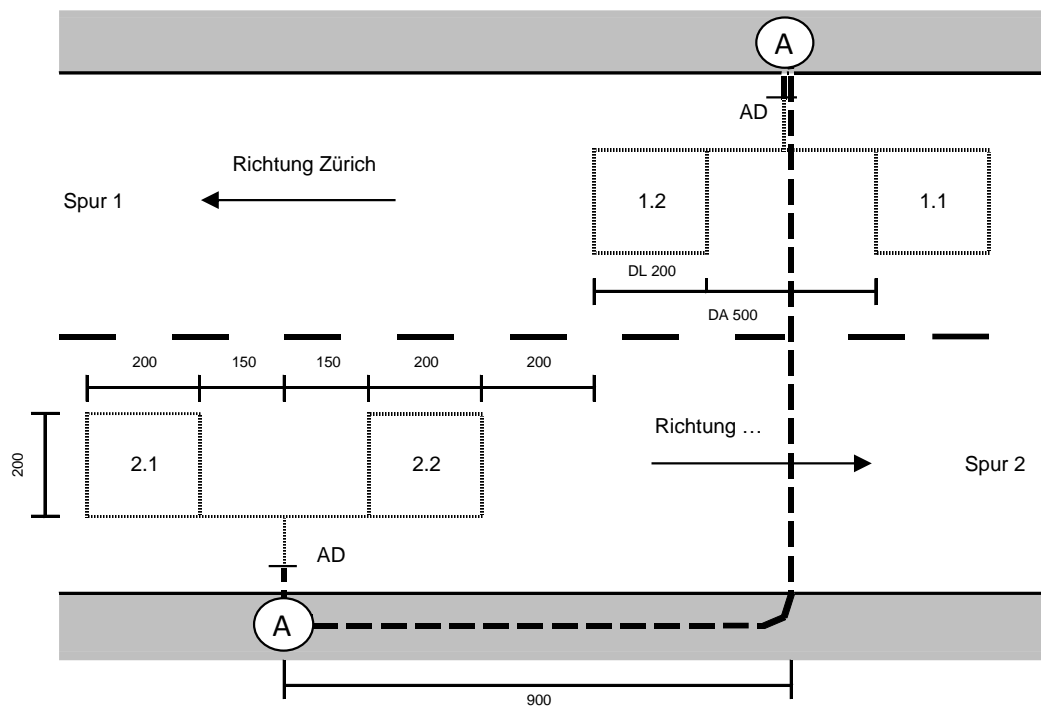 A
AD
Richtung Zürich
Spur 1
1.2
1.1
DL 200
DA 500
200
150
150
200
200
Richtung …
200
2.1
2.2
Spur 2
AD
A
900